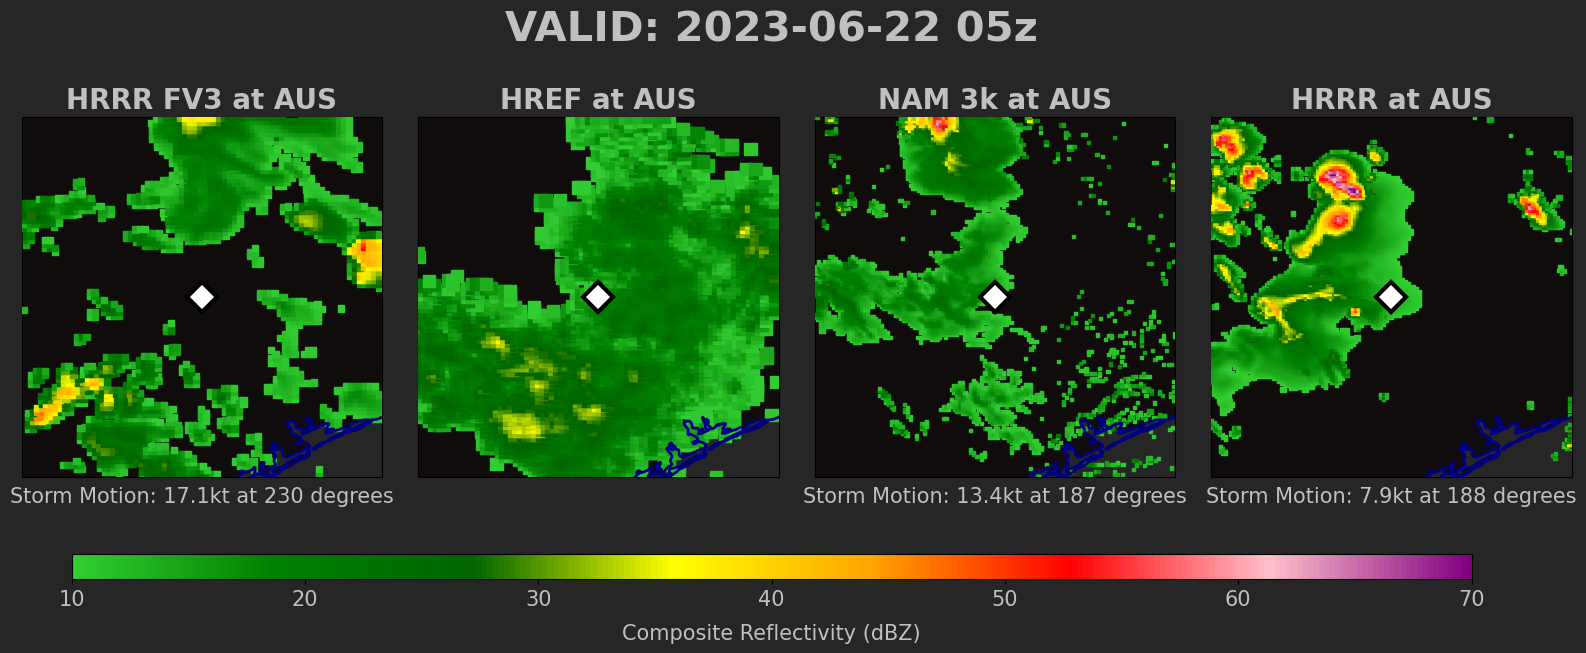 VALID: 2023-06-22 05z
HRRR FV3 at AUS
HREF at AUS
NAM 3k at AUS
HRRR at AUS
Storm Motion: 17.1kt at 230 degrees
Storm Motion: 13.4kt at 187 degrees
Storm Motion: 7.9kt at 188 degrees
10 20 30 40 50 60 70
Composite Reflectivity (dBZ)